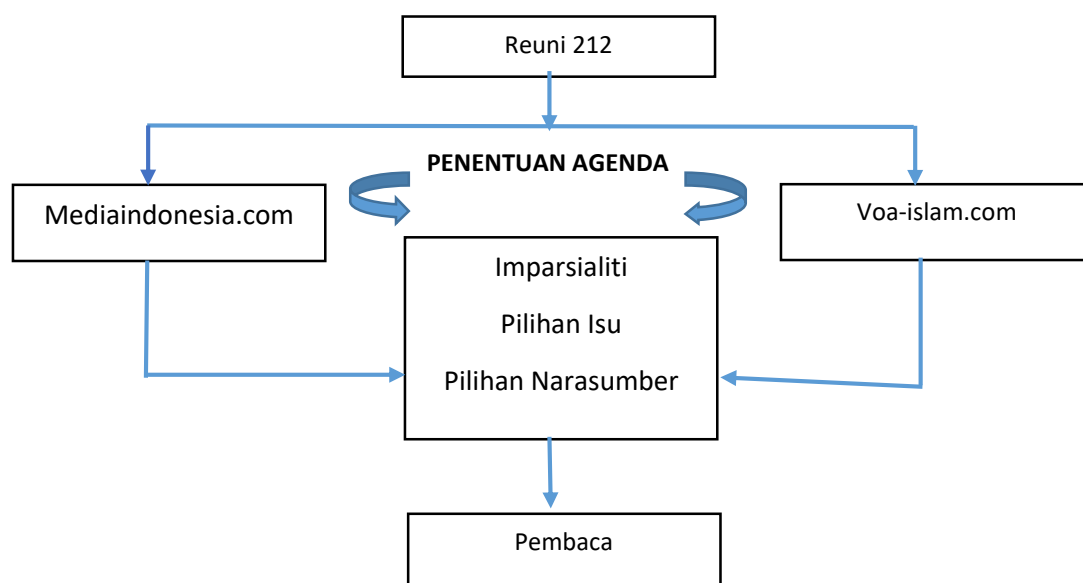 Reuni 212
PENENTUAN AGENDA
Mediaindonesia.com
Voa-islam.com
Imparsialiti
Pilihan Isu
Pilihan Narasumber
Pembaca